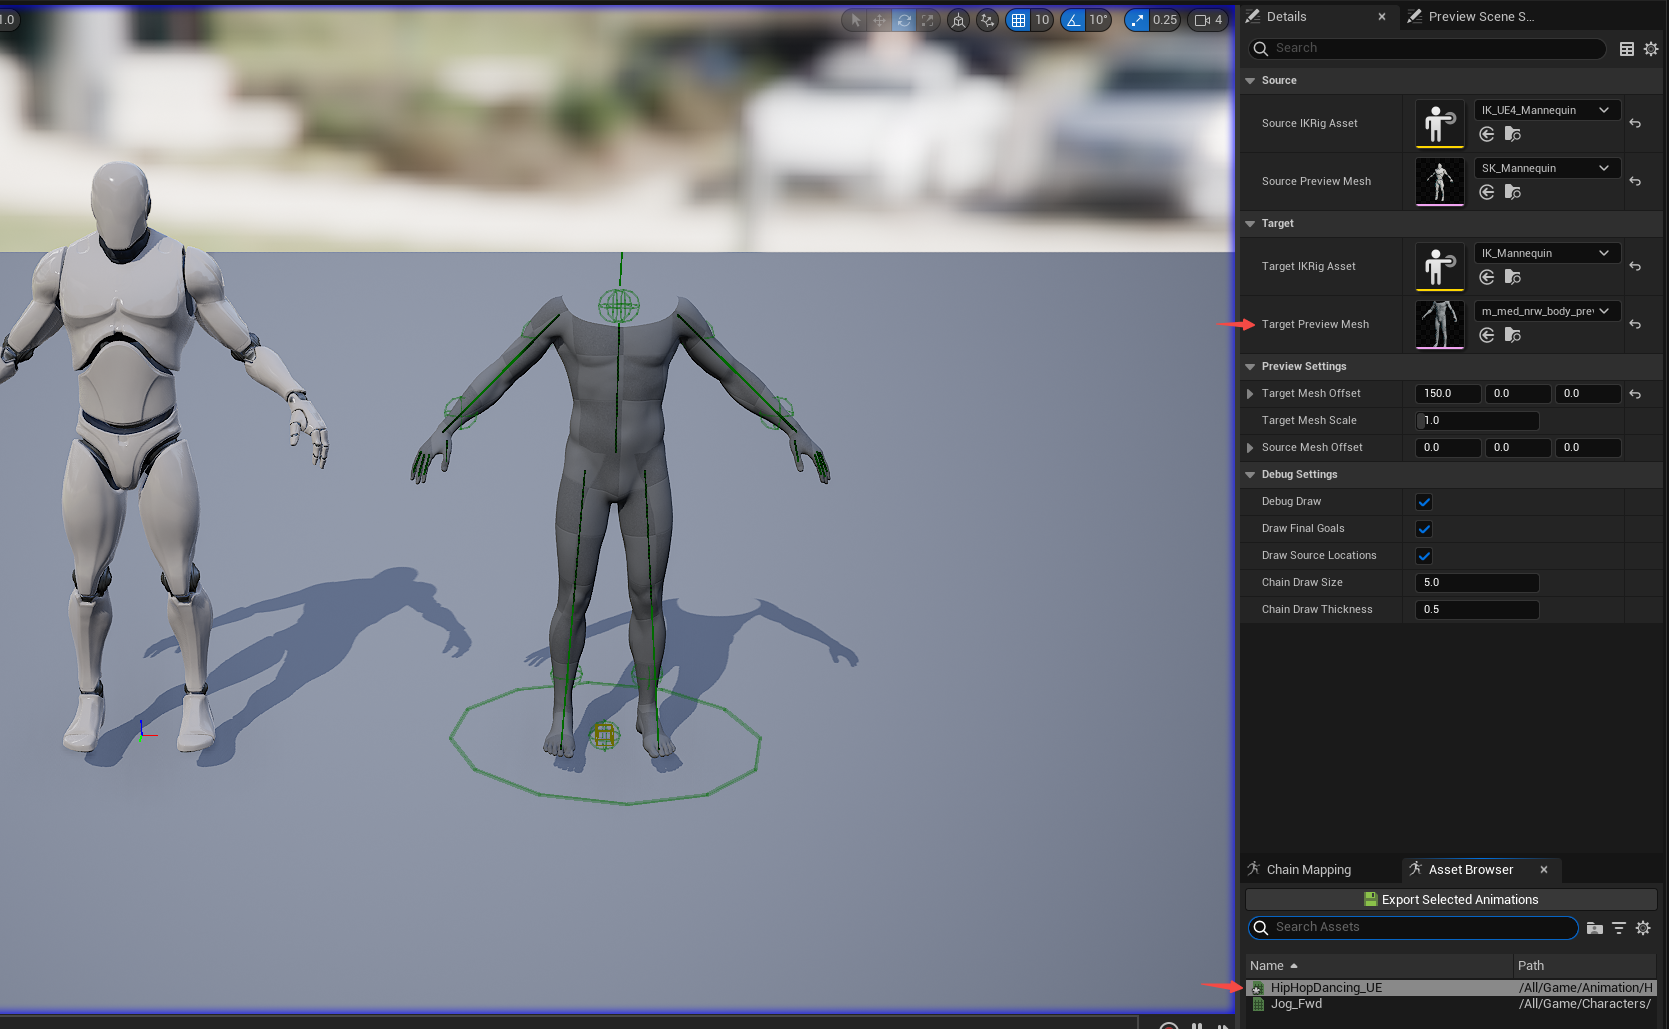 1.0
10
10°
0.25
4
Details
Preview Scene S...
Search
Source
Source IKRig Asset
IK_UE4_Mannequin
Source Preview Mesh
SK_Mannequin
Target
Target IKRig Asset
IK_Mannequin
Target Preview Mesh
m_med_nrw_body_prev
Preview Settings
Target Mesh Offset
150.0
0.0
0.0
Target Mesh Scale
1.0
Source Mesh Offset
0.0
0.0
0.0
Debug Settings
Debug Draw
Draw Final Goals
Draw Source Locations
Chain Draw Size
5.0
Chain Draw Thickness
0.5
Chain Mapping
Asset Browser
Export Selected Animations
Search Assets
Name
Path
HipHopDancing_UE
/All/Game/Animation/H
Jog_Fwd
/All/Game/Characters/